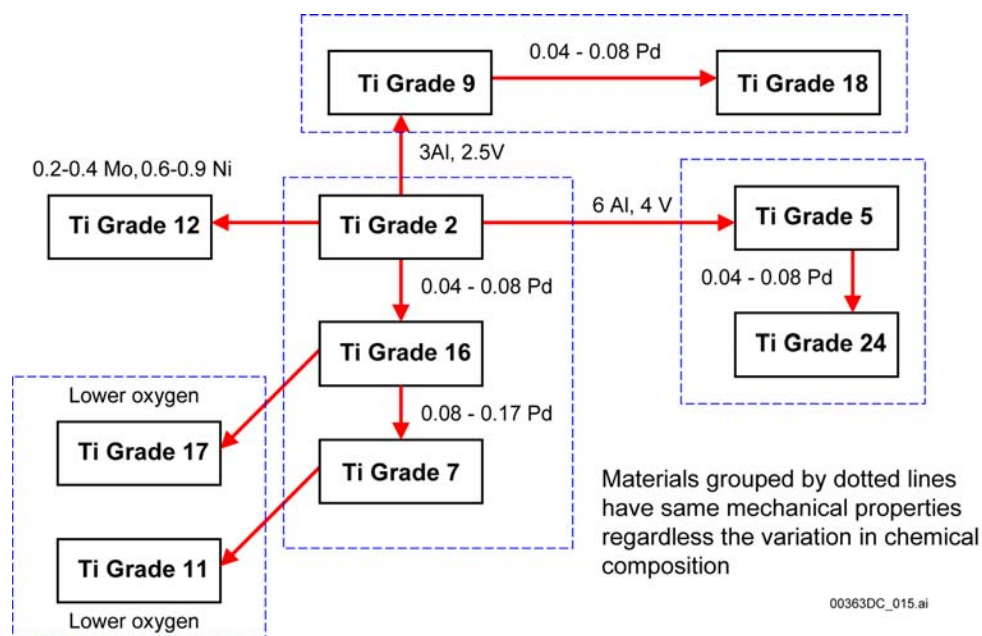 0.04 - 0.08 Pd
Ti Grade 9
Ti Grade 18
3Al, 2.5V
0.2-0.4 Mo, 0.6-0.9 Ni
6 Al, 4 V
Ti Grade 12
Ti Grade 2
Ti Grade 5
0.04 - 0.08 Pd
0.04 - 0.08 Pd
Ti Grade 16
Ti Grade 24
Lower oxygen
0.08 - 0.17 Pd
Ti Grade 17
Ti Grade 7
Materials grouped by dotted lines
have same mechanical properties
regardless the variation in chemical
composition
Ti Grade 11
Lower oxygen
00363DC_015.ai